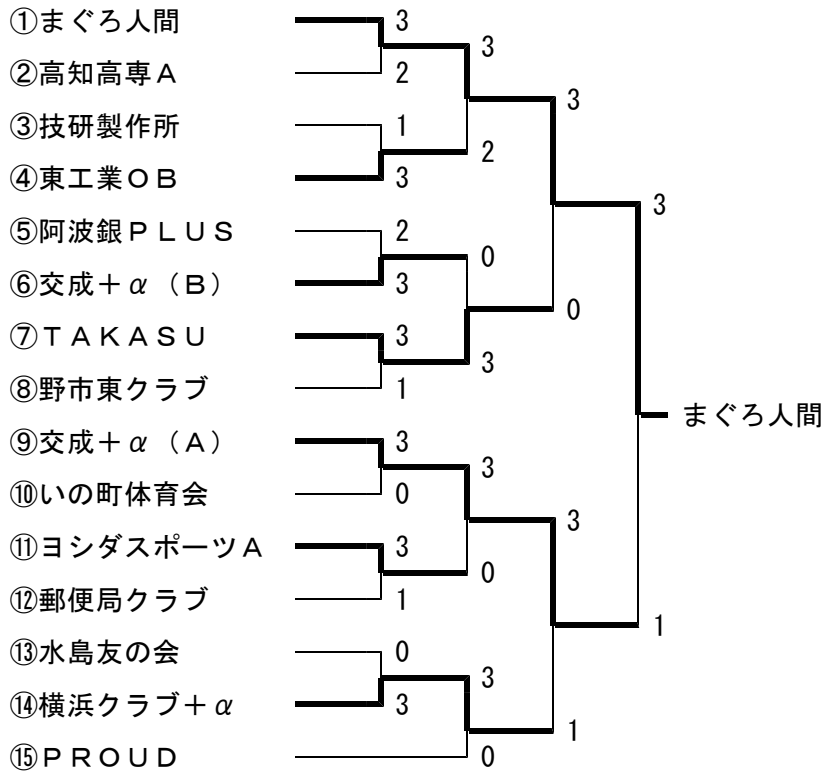 ①まぐろ人間 3
3
②高知高専A 2
3
③技研製作所 1
2
④東工業OB 3
3
⑤阿波銀PLUS 2
0
⑥交成+α(B) 3
0
⑦TAKASU 3
3
⑧野市東クラブ 1
まぐろ人間
⑨交成+α(A) 3
3
⑩いの町体育会 0
3
⑪ヨシダスポーツA 3
0
⑫郵便局クラブ 1
1
⑬水島友の会 0
3
⑭横浜クラブ+α 3
1
⑮PROUD 0